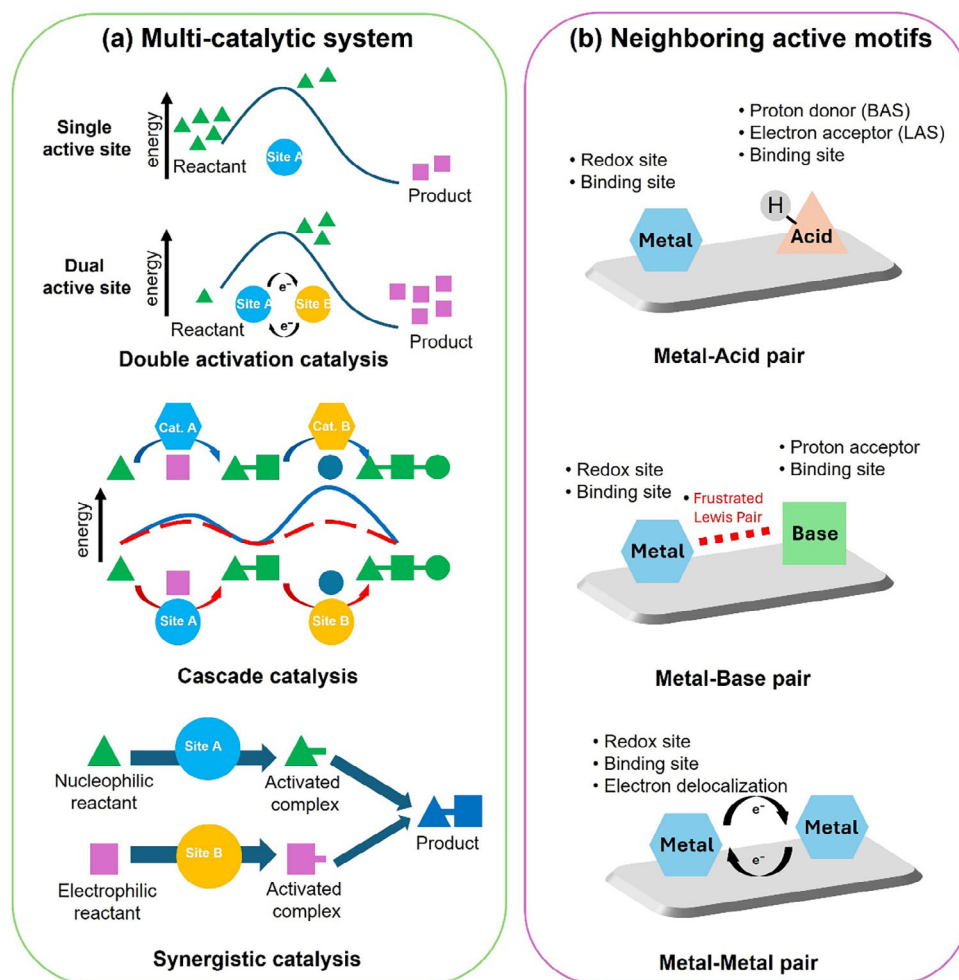 (a) Multi-catalytic system
Single
active site
energy
Reactant
Site A
Product
Dual
active site
energy
Reactant
Site A
e⁻
e⁻
Site B
Product
Double activation catalysis
Cat. A
Cat. B
energy
Site A
Site B
Cascade catalysis
Site A
Nucleophilic
reactant
Activated
complex
Product
Site B
Electrophilic
reactant
Activated
complex
Synergistic catalysis
(b) Neighboring active motifs
• Redox site
• Binding site
• Proton donor (BAS)
• Electron acceptor (LAS)
• Binding site
Metal
H
Acid
Metal-Acid pair
• Redox site
• Binding site
• Frustrated
Lewis Pair
• Proton acceptor
• Binding site
Metal
Base
Metal-Base pair
• Redox site
• Binding site
• Electron delocalization
Metal
e⁻
e⁻
Metal
Metal-Metal pair